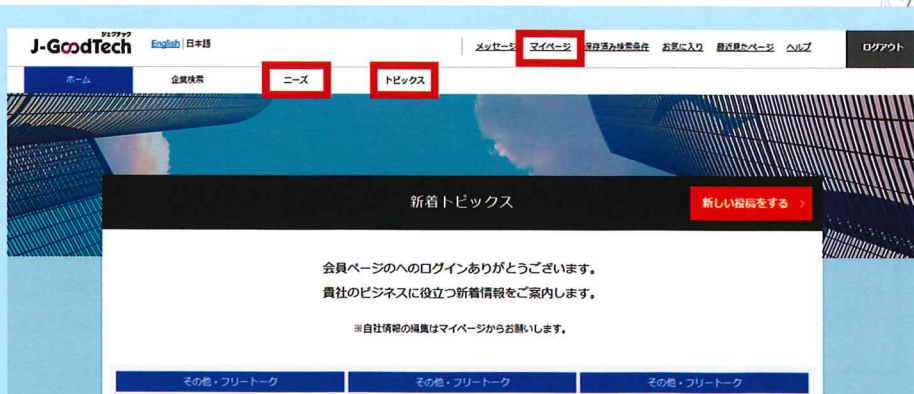 ジェグテック
J-GoodTech
English 日本語
メッセージ マイページ 保存済み検索条件 お気に入り 最近見たページ ヘルプ ログアウト
ホーム 企業検索 ニーズ トピックス
新着トピックス
新しい投稿をする >
会員ページのへのログインありがとうございます。
貴社のビジネスに役立つ新着情報をご案内します。
※自社情報の編集はマイページからお願いします。
その他・フリートーク その他・フリートーク その他・フリートーク